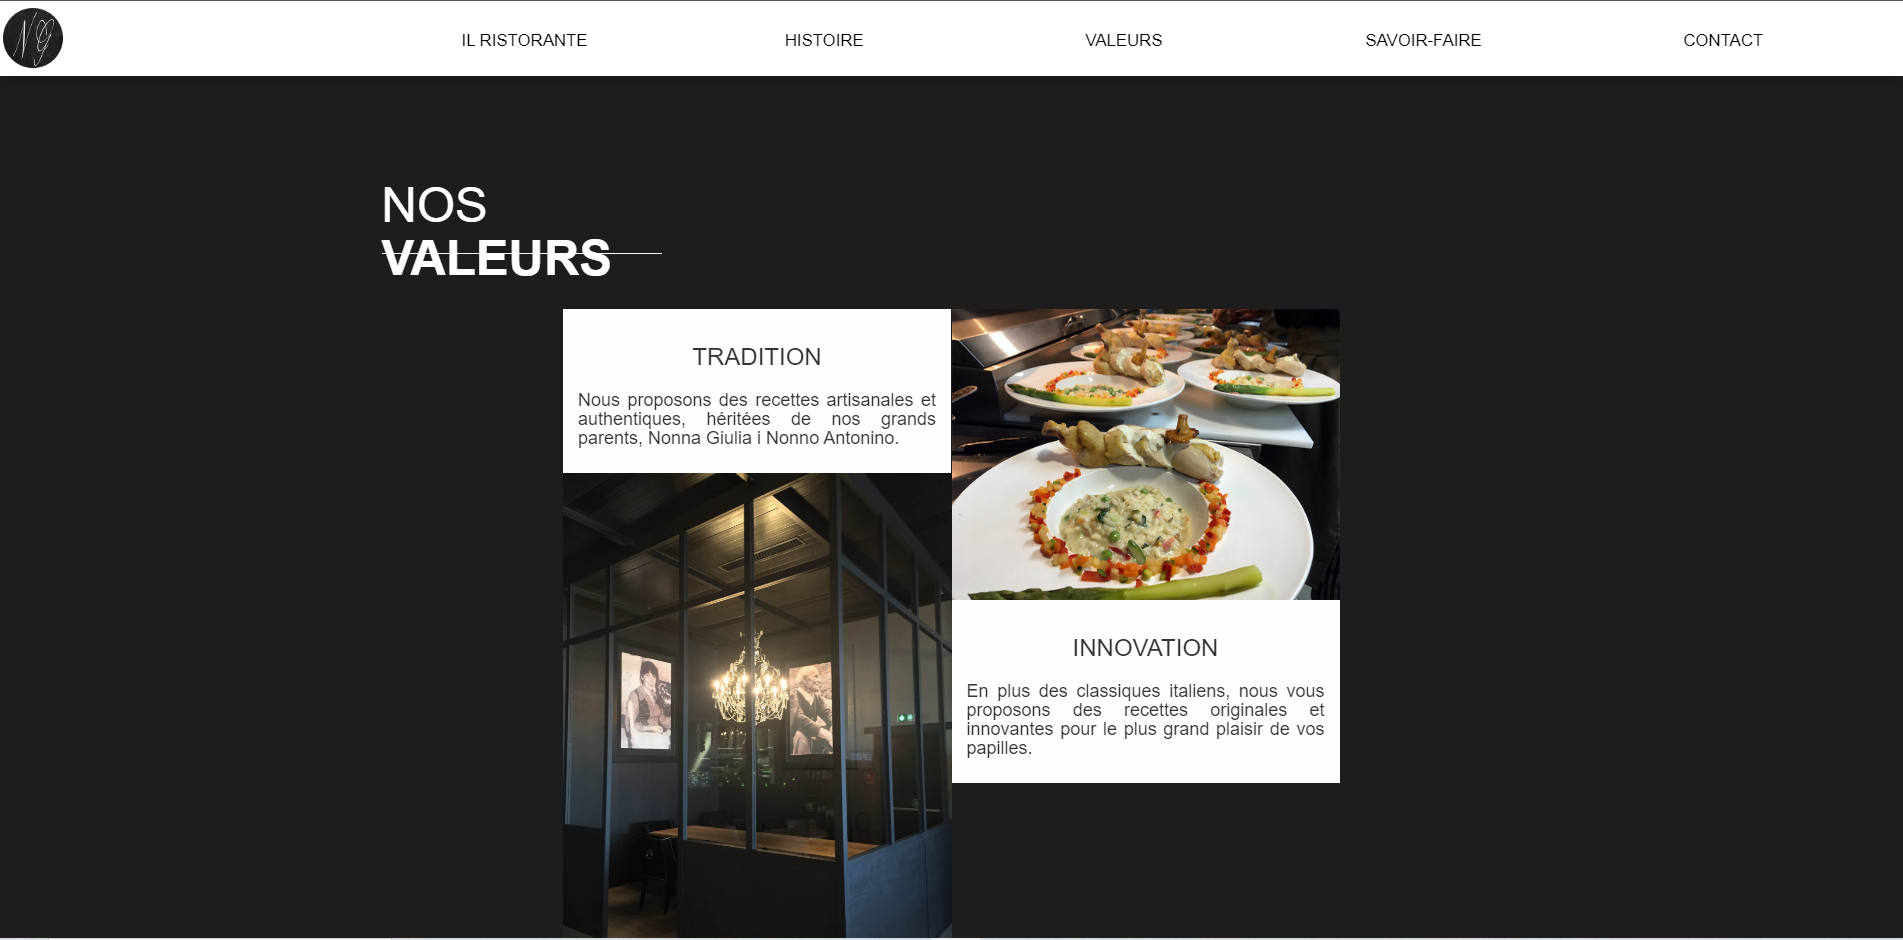 NG
IL RISTORANTE
HISTOIRE
VALEURS
SAVOIR-FAIRE
CONTACT
NOS
VALEURS
TRADITION
Nous proposons des recettes artisanales et
authentiques, héritées de nos grands
parents, Nonna Giulia i Nonno Antonino.
INNOVATION
En plus des classiques italiens, nous vous
proposons des recettes originales et
innovantes pour le plus grand plaisir de vos
papilles.